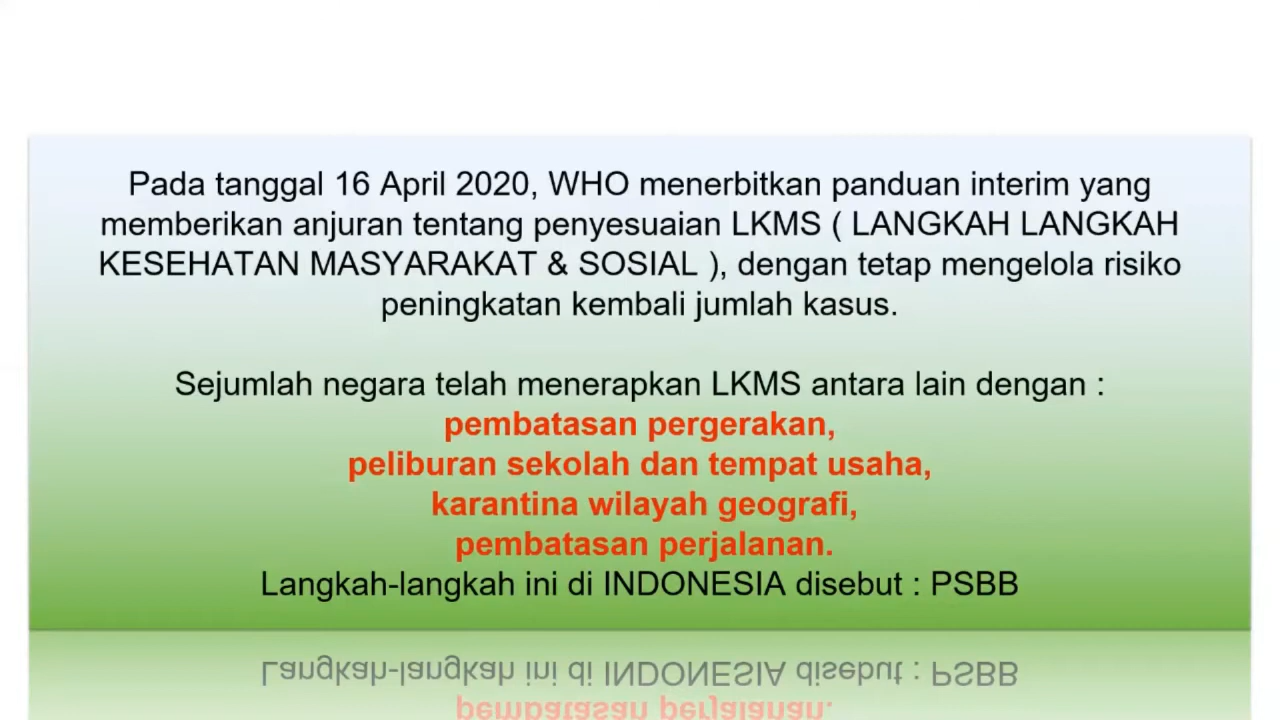 Pada tanggal 16 April 2020, WHO menerbitkan panduan interim yang
memberikan anjuran tentang penyesuaian LKMS ( LANGKAH LANGKAH
KESEHATAN MASYARAKAT & SOSIAL ), dengan tetap mengelola risiko
peningkatan kembali jumlah kasus.
Sejumlah negara telah menerapkan LKMS antara lain dengan :
pembatasan pergerakan,
peliburan sekolah dan tempat usaha,
karantina wilayah geografi,
pembatasan perjalanan.
Langkah-langkah ini di INDONESIA disebut : PSBB